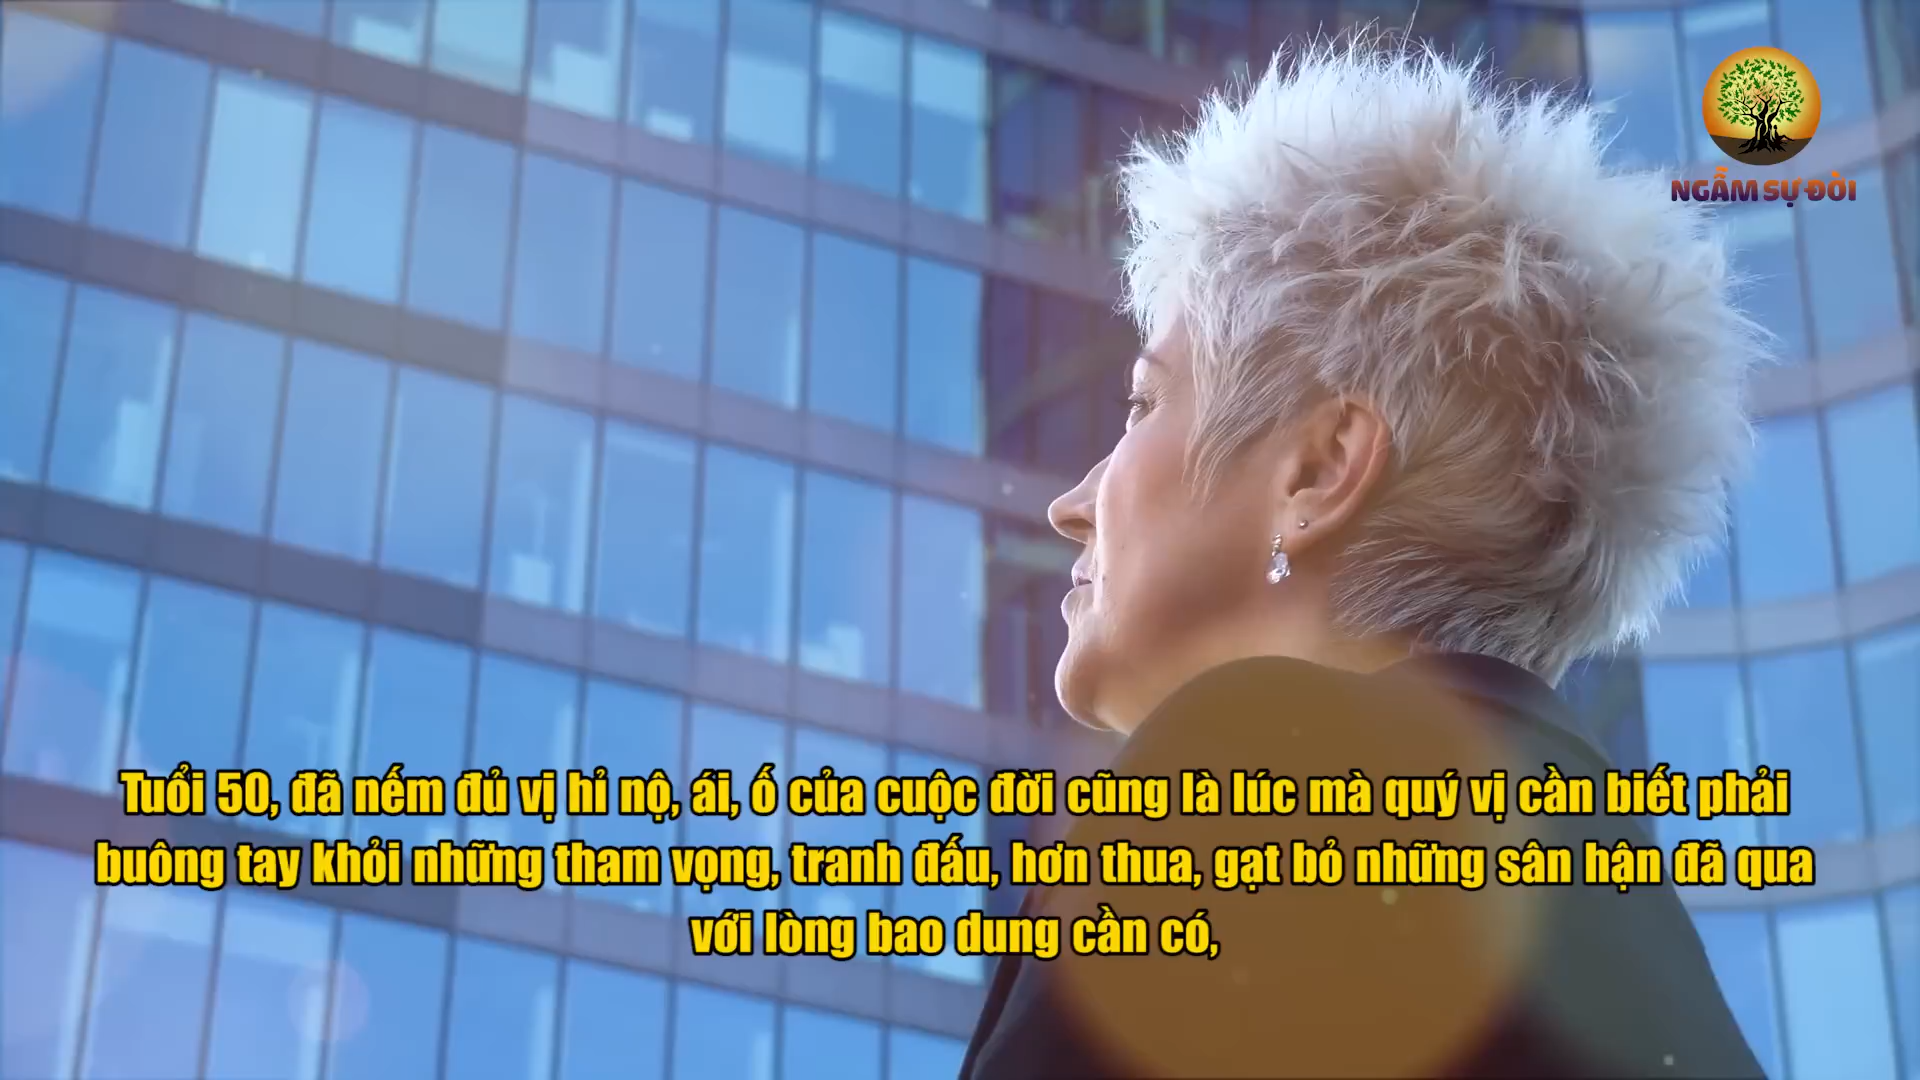 NGẪM SỰ ĐỜI
Tuổi 50, đã nếm đủ vị hỉ nộ, ái, ố của cuộc đời cũng là lúc mà quý vị cần biết phải
buông tay khỏi những tham vọng, tranh đấu, hơn thua, gạt bỏ những sân hận đã qua
với lòng bao dung cần có,